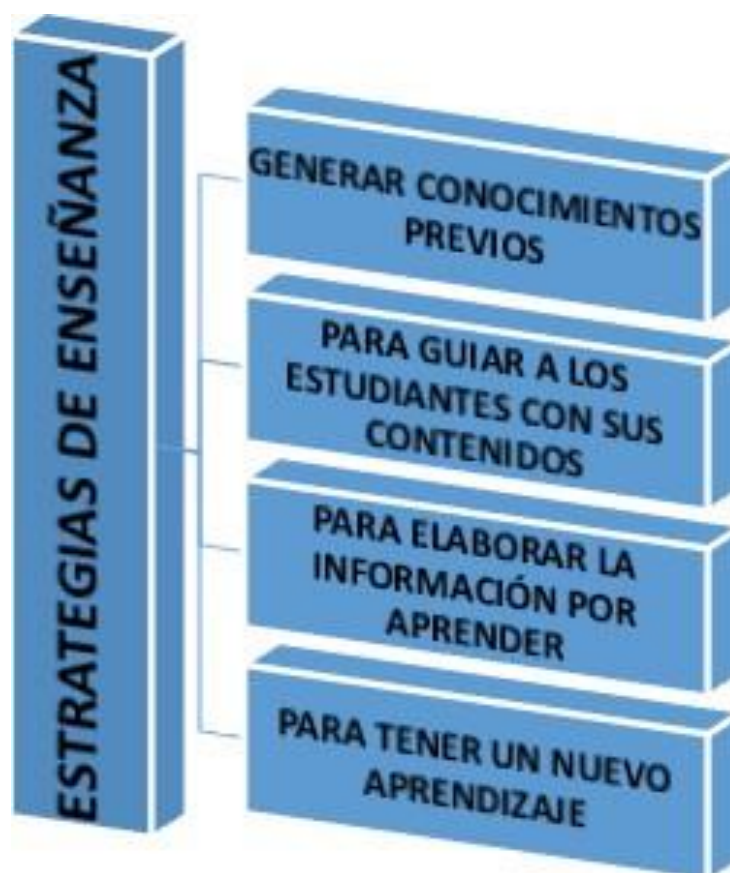 ESTRATEGIAS DE ENSEÑANZA
GENERAR CONOCIMIENTOS
PREVIOS
PARA GUIAR A LOS
ESTUDIANTES CON SUS
CONTENIDOS
PARA ELABORAR LA
INFORMACIÓN POR
APRENDER
PARA TENER UN NUEVO
APRENDIZAJE